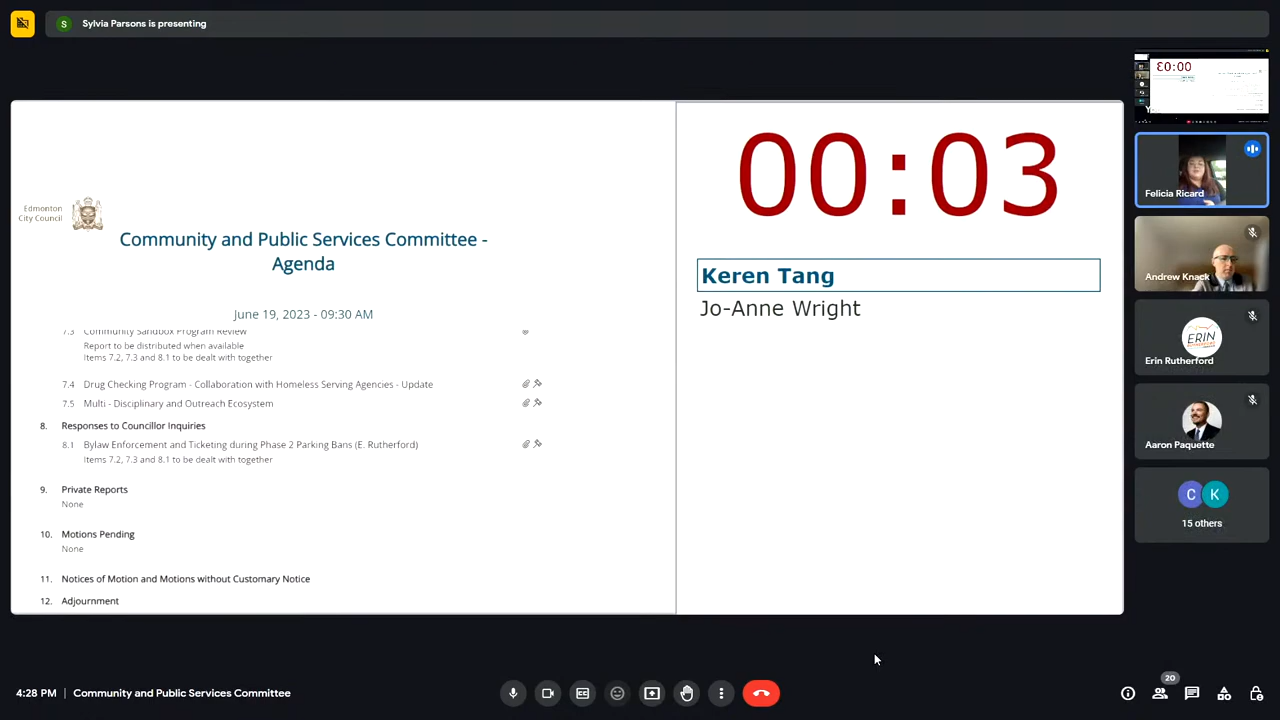 S Sylvia Parsons is presenting
Edmonton
City Council
Community and Public Services Committee -
Agenda
June 19, 2023 - 09:30 AM
7.3 Community Sandbox Program Review
Report to be distributed when available
Items 7.2, 7.3 and 8.1 to be dealt with together
7.4 Drug Checking Program - Collaboration with Homeless Serving Agencies - Update
7.5 Multi - Disciplinary and Outreach Ecosystem
8. Responses to Councillor Inquiries
8.1 Bylaw Enforcement and Ticketing during Phase 2 Parking Bans (E. Rutherford)
Items 7.2, 7.3 and 8.1 to be dealt with together
9. Private Reports
None
10. Motions Pending
None
11. Notices of Motion and Motions without Customary Notice
12. Adjournment
00:03
Keren Tang
Jo-Anne Wright
00:03
Felicia Ricard
Andrew Knack
ERIN
RUTHERFORD
Erin Rutherford
Aaron Paquette
C K
15 others
4:28 PM | Community and Public Services Committee
20